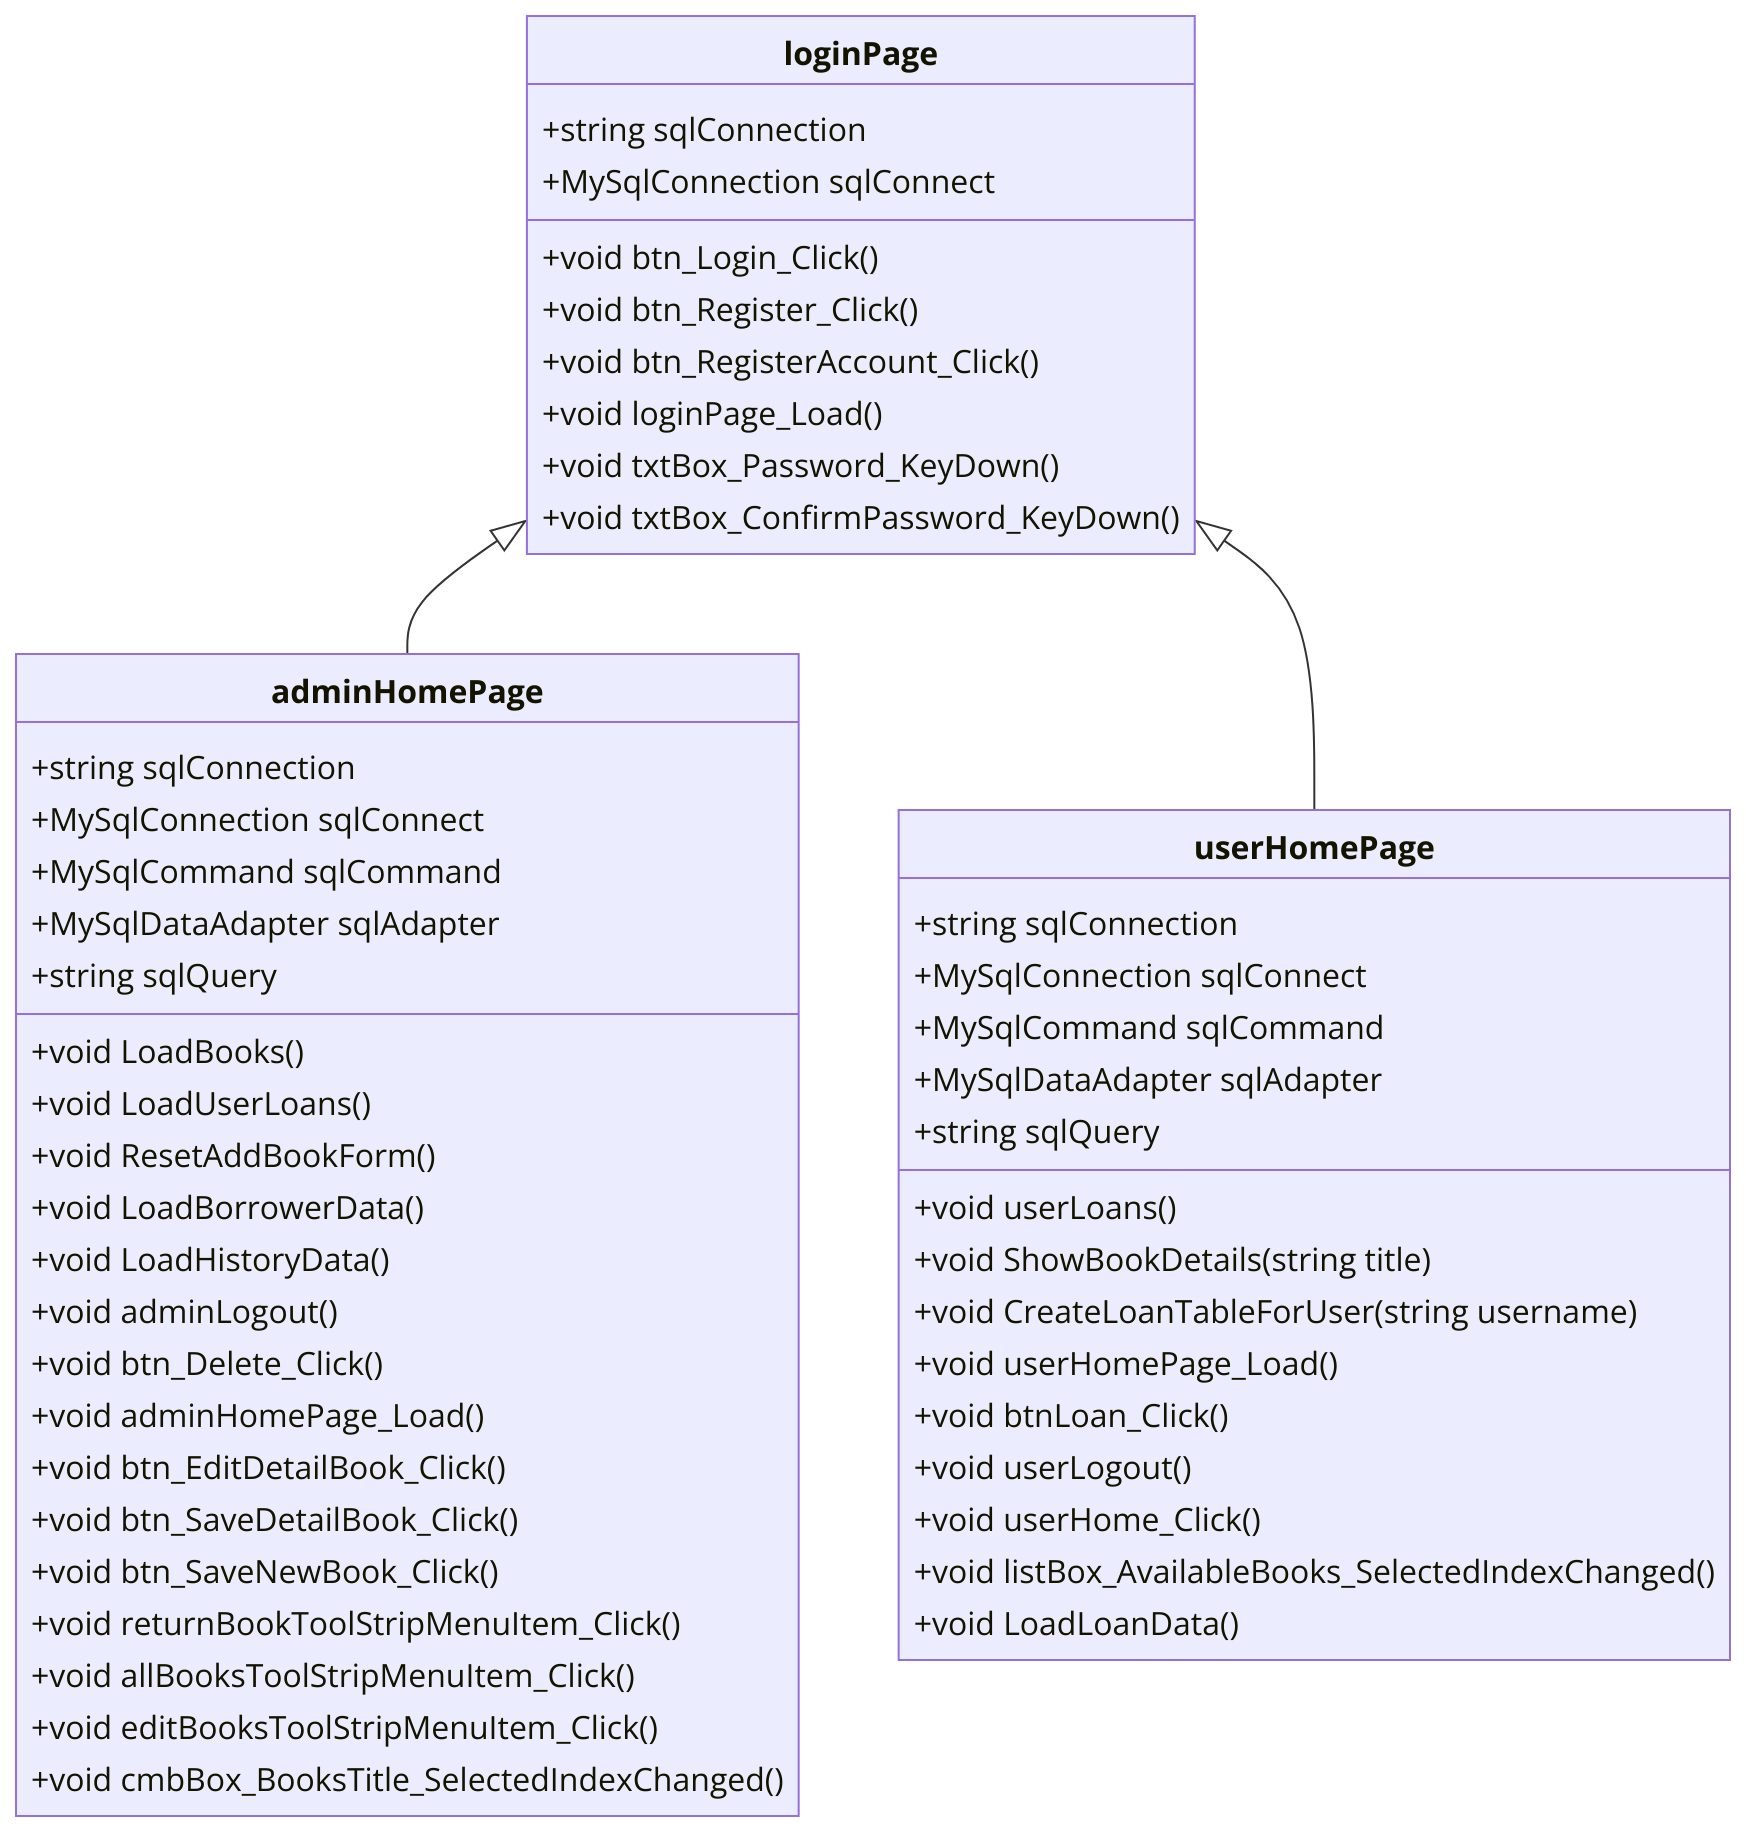 loginPage
+string sqlConnection
+MySqlConnection sqlConnect
+void btn_Login_Click()
+void btn_Register_Click()
+void btn_RegisterAccount_Click()
+void loginPage_Load()
+void txtBox_Password_KeyDown()
+void txtBox_ConfirmPassword_KeyDown()
adminHomePage
+string sqlConnection
+MySqlConnection sqlConnect
+MySqlCommand sqlCommand
+MySqlDataAdapter sqlAdapter
+string sqlQuery
+void LoadBooks()
+void LoadUserLoans()
+void ResetAddBookForm()
+void LoadBorrowerData()
+void LoadHistoryData()
+void adminLogout()
+void btn_Delete_Click()
+void adminHomePage_Load()
+void btn_EditDetailBook_Click()
+void btn_SaveDetailBook_Click()
+void btn_SaveNewBook_Click()
+void returnBookToolStripMenuItem_Click()
+void allBooksToolStripMenuItem_Click()
+void editBooksToolStripMenuItem_Click()
+void cmbBox_BooksTitle_SelectedIndexChanged()
userHomePage
+string sqlConnection
+MySqlConnection sqlConnect
+MySqlCommand sqlCommand
+MySqlDataAdapter sqlAdapter
+string sqlQuery
+void userLoans()
+void ShowBookDetails(string title)
+void CreateLoanTableForUser(string username)
+void userHomePage_Load()
+void btnLoan_Click()
+void userLogout()
+void userHome_Click()
+void listBox_AvailableBooks_SelectedIndexChanged()
+void LoadLoanData()